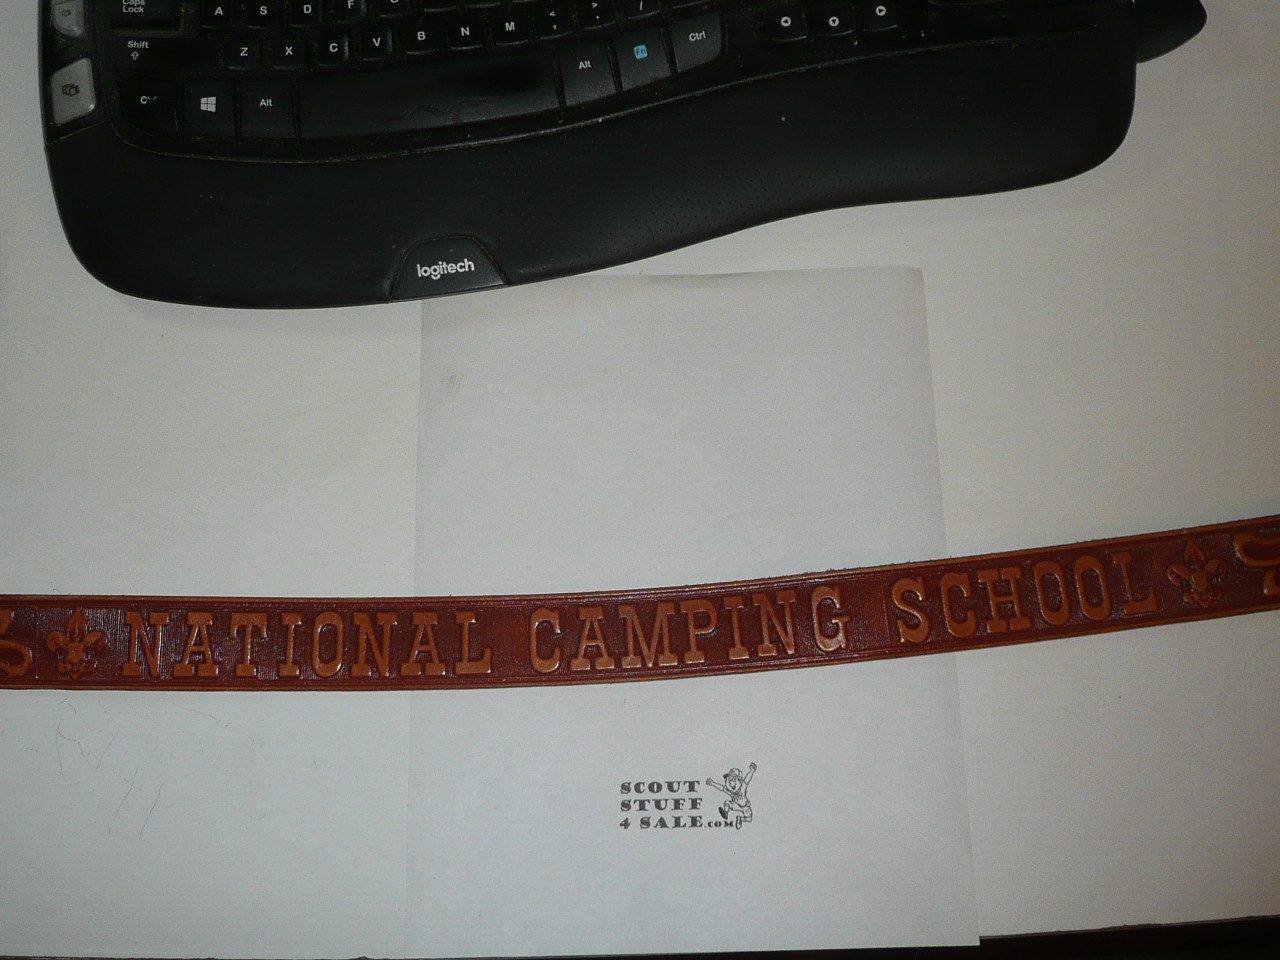 Caps Lock
A S D F
Shift
Z X C V B N M < , > . /
Alt Fn Ctrl
Alt
logitech
NATIONAL CAMPING SCHOOL
SCOUT
STUFF
4 SALE.COM